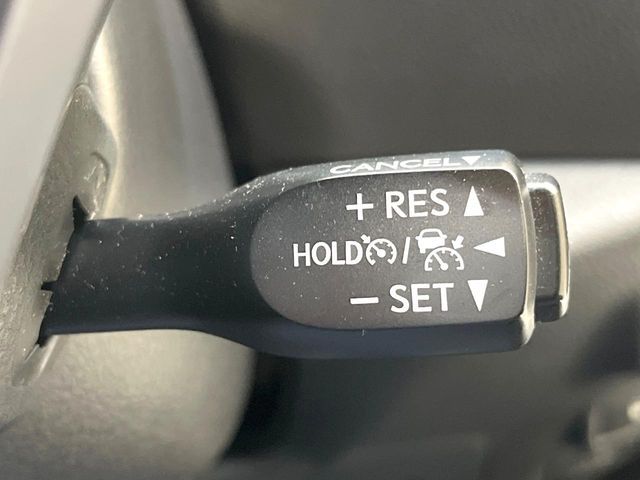 CANCEL▼
+ RES ▲
HOLD / ◀
− SET ▼